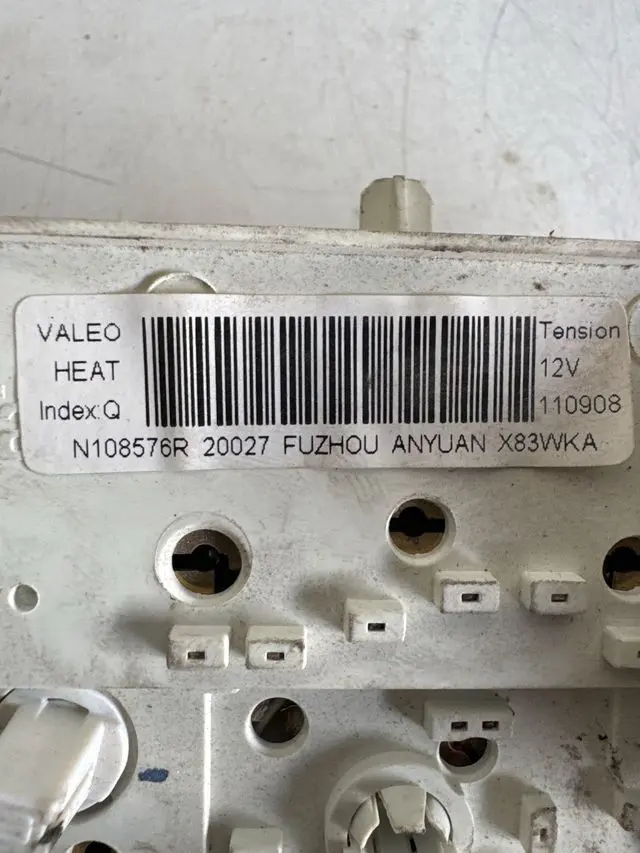 VALEO
HEAT
Index:Q
Tension
12V
110908
N108576R 20027 FUZHOU ANYUAN X83WKA